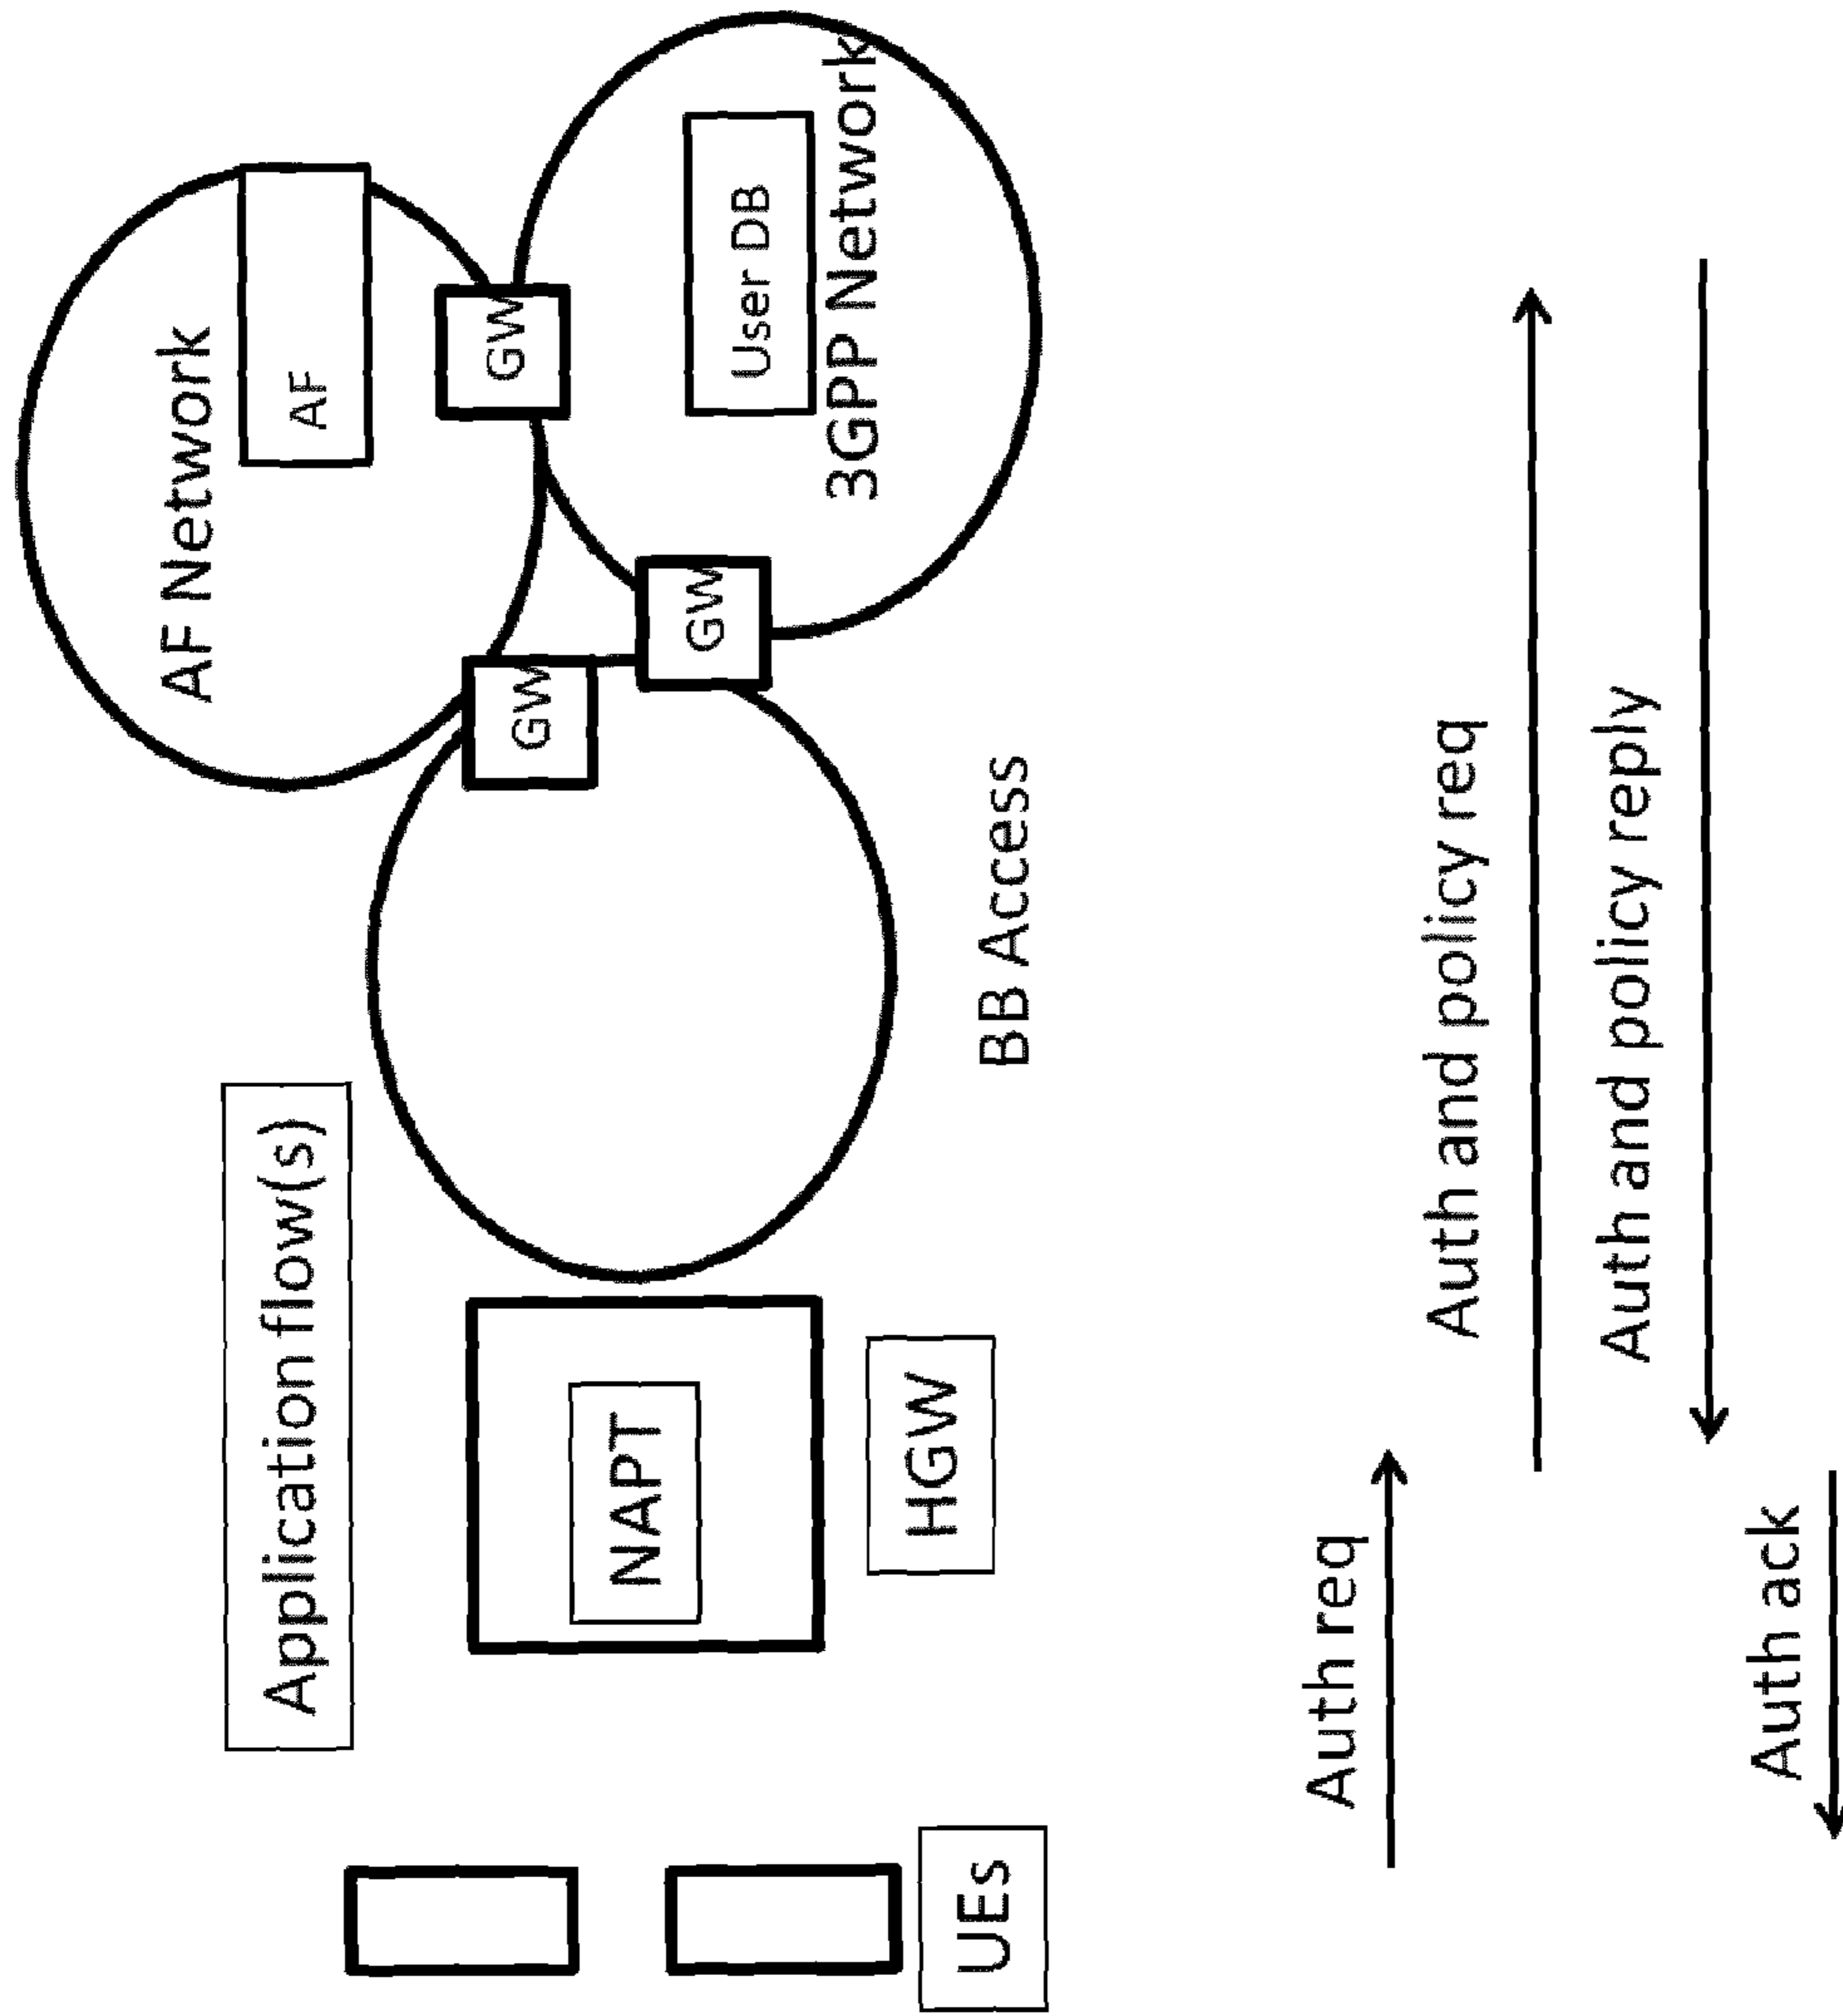 AF Network
AF
Application flow(s)
GW
GW
GW
User DB
3GPP Network
NAPT
HGW
BB Access
UEs
Auth req
Auth and policy req
Auth and policy reply
Auth ack